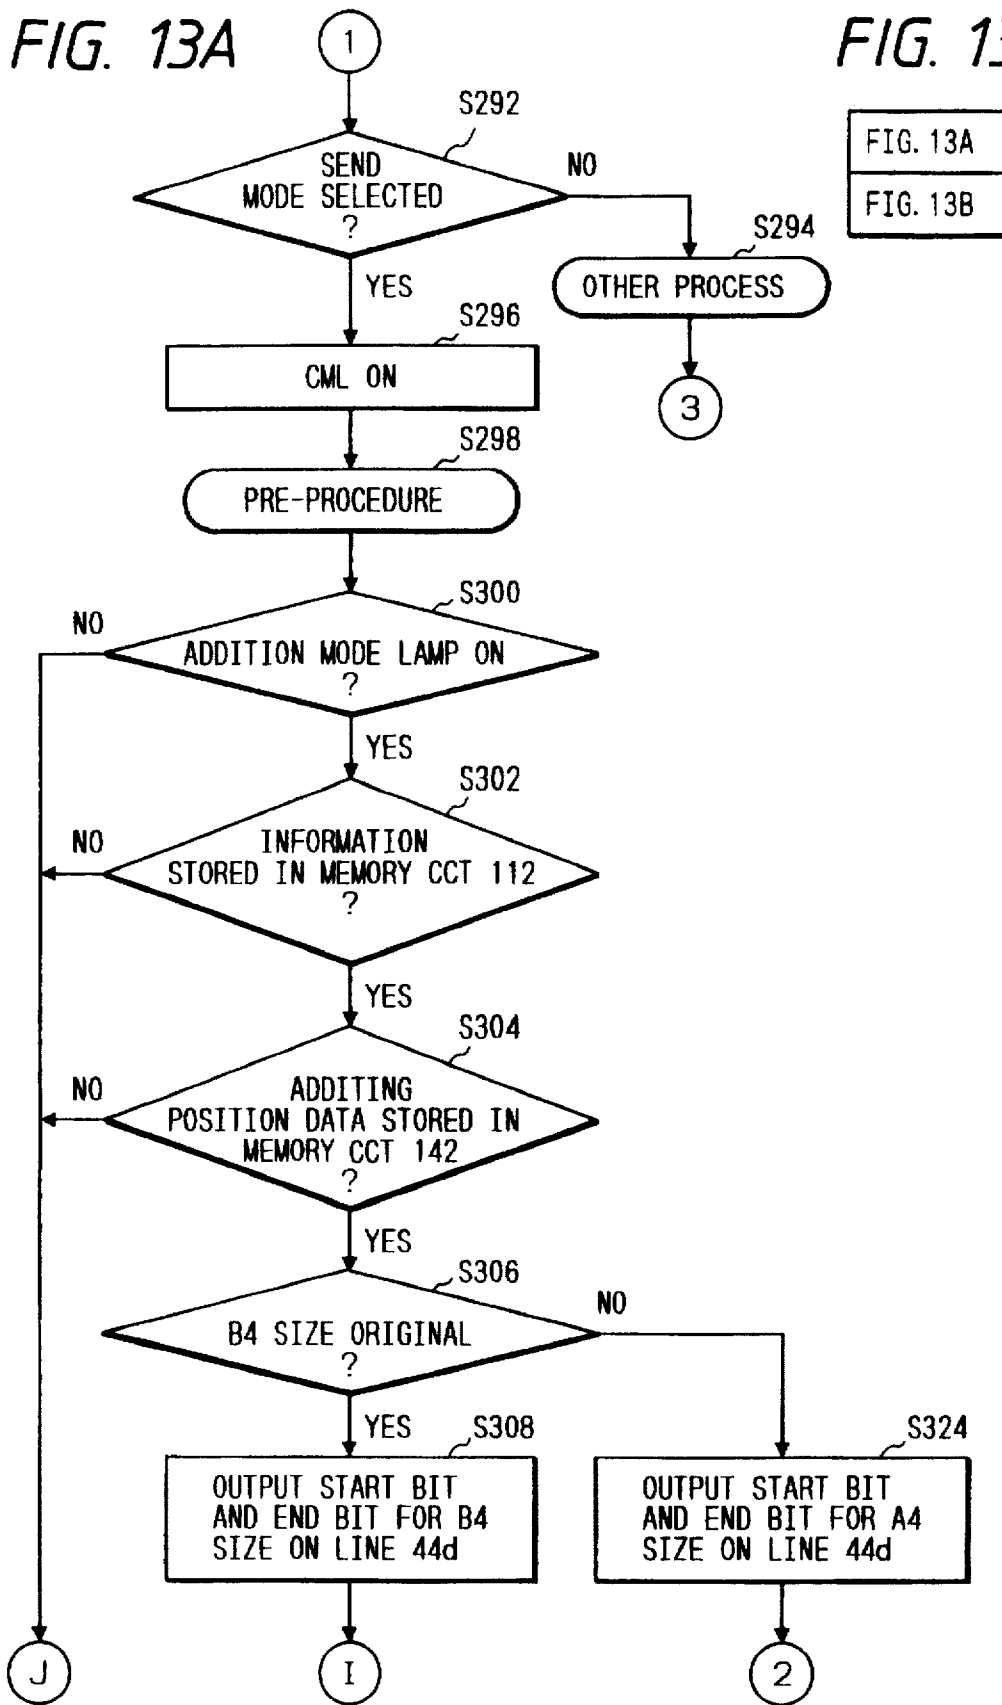 FIG. 13A
1
FIG. 13
FIG. 13A
FIG. 13B
S292
SEND
MODE SELECTED
?
NO
YES
S294
OTHER PROCESS
3
S296
CML ON
S298
PRE-PROCEDURE
S300
NO
ADDITION MODE LAMP ON
?
YES
S302
NO
INFORMATION
STORED IN MEMORY CCT 112
?
YES
S304
NO
ADDITING
POSITION DATA STORED IN
MEMORY CCT 142
?
YES
S306
NO
B4 SIZE ORIGINAL
?
YES
S308
OUTPUT START BIT
AND END BIT FOR B4
SIZE ON LINE 44d
S324
OUTPUT START BIT
AND END BIT FOR A4
SIZE ON LINE 44d
J
I
2